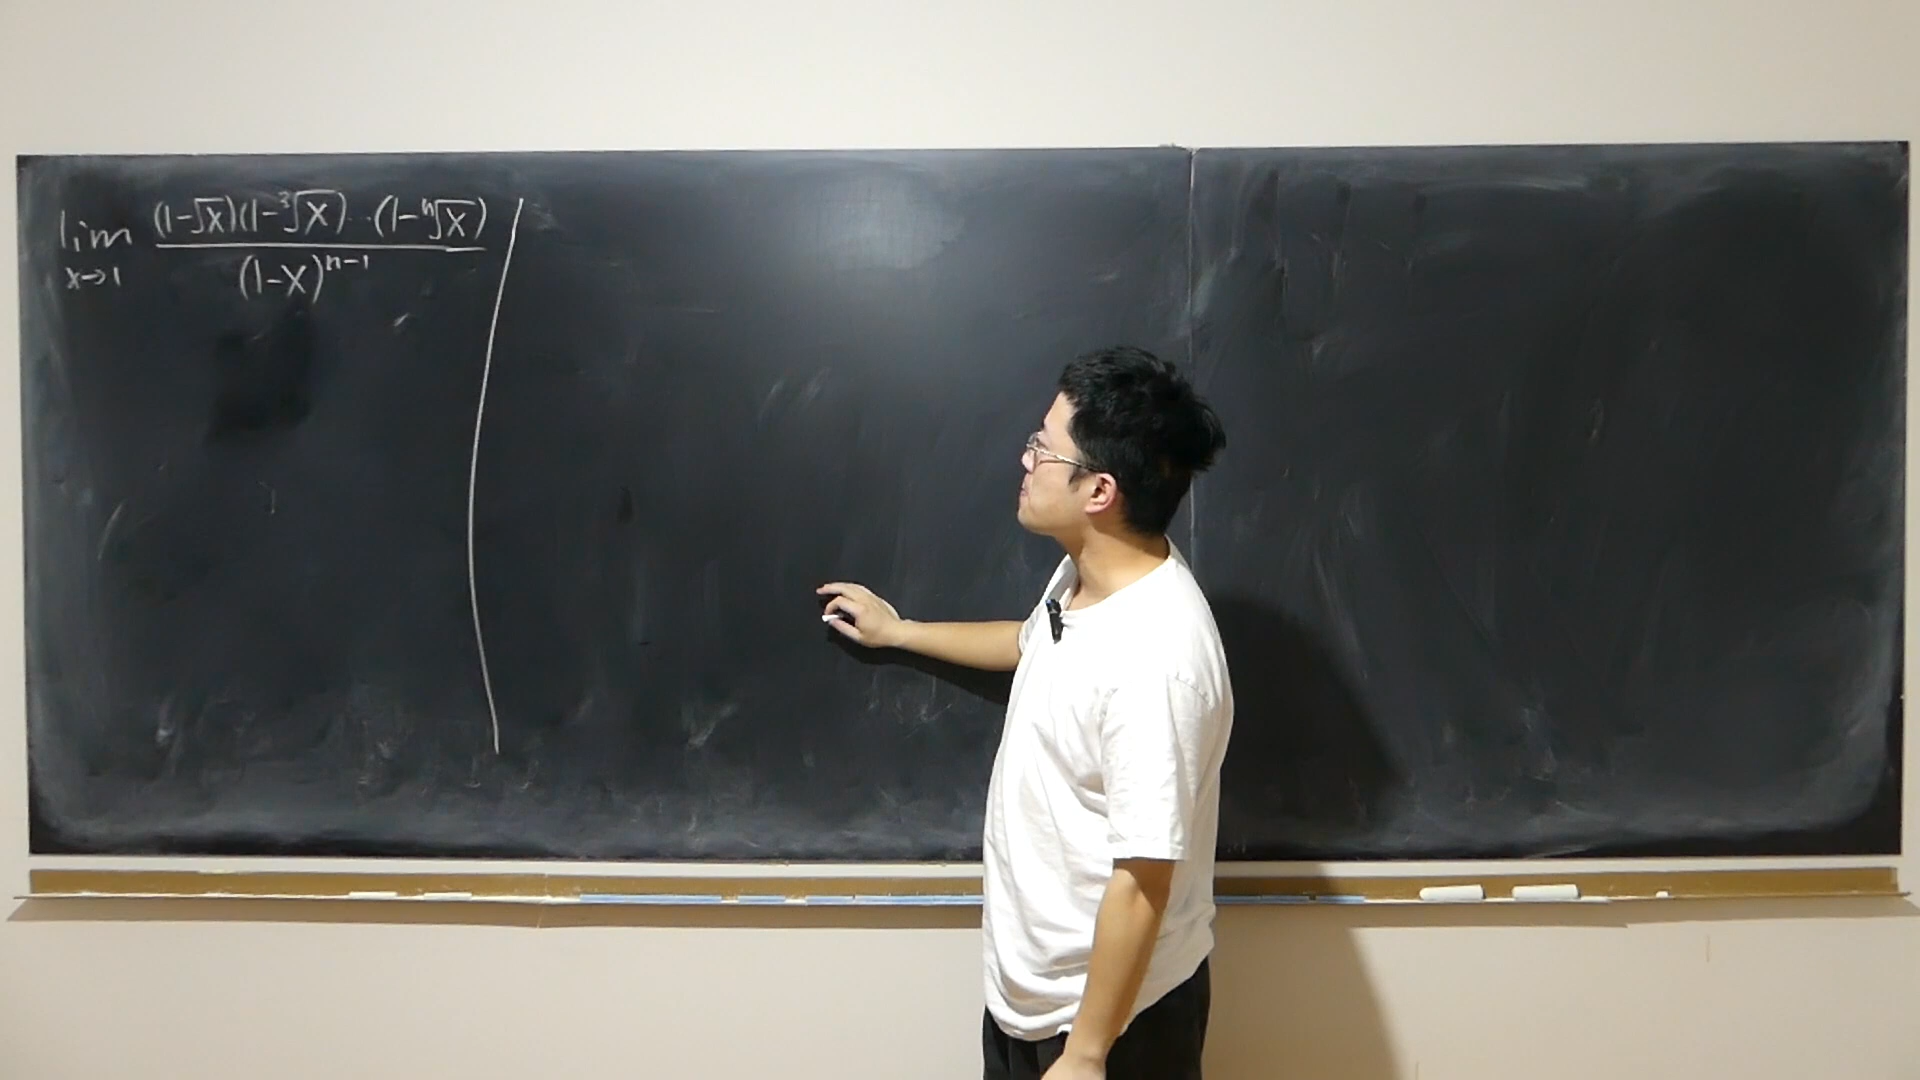 lim (1-√x)(1-³√x)···(1-ⁿ√x)
x→1 (1-x)ⁿ⁻¹